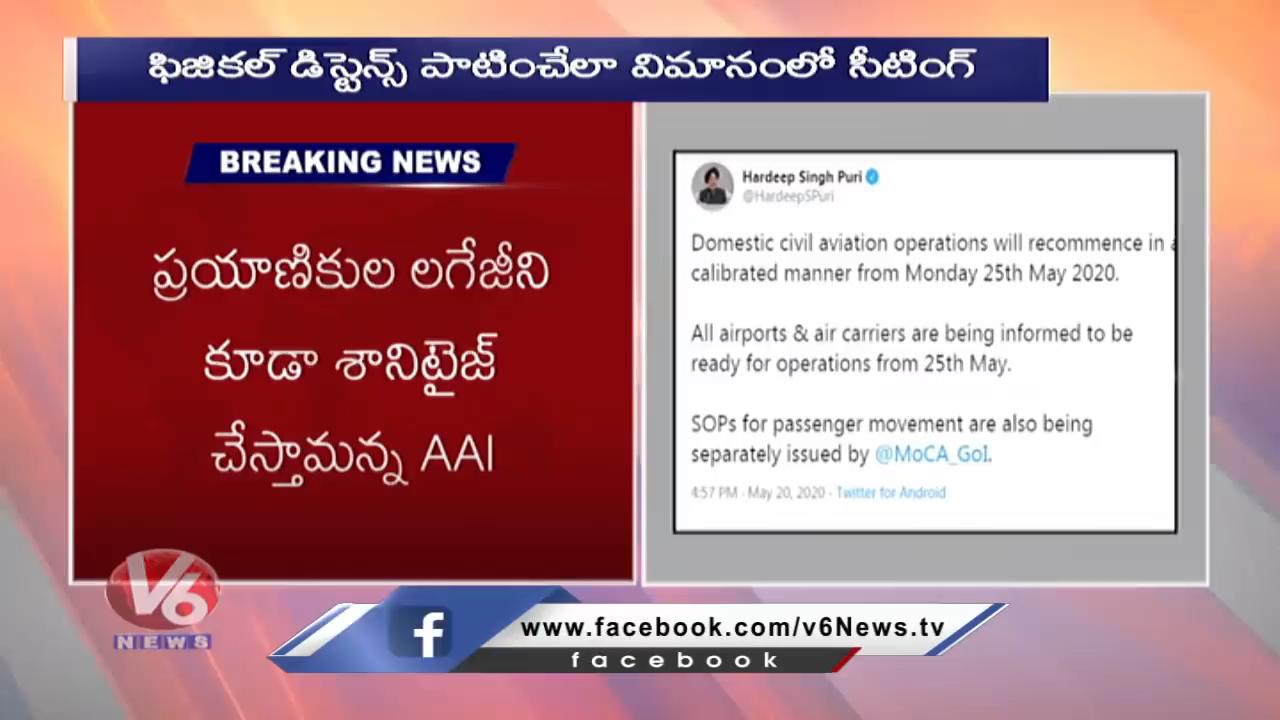 ఫిజికల్ డిస్టెన్స్ పాటించేలా విమానంలో సీటింగ్
BREAKING NEWS
ప్రయాణికుల లగేజీని
కూడా శానిటైజ్
చేస్తామన్న AAI
Hardeep Singh Puri
@HardeepSPuri
Domestic civil aviation operations will recommence in a
calibrated manner from Monday 25th May 2020.
All airports & air carriers are being informed to be
ready for operations from 25th May.
SOPs for passenger movement are also being
separately issued by @MoCA_GoI.
4:57 PM · May 20, 2020 · Twitter for Android
V6
NEWS
f
www.facebook.com/v6News.tv
facebook